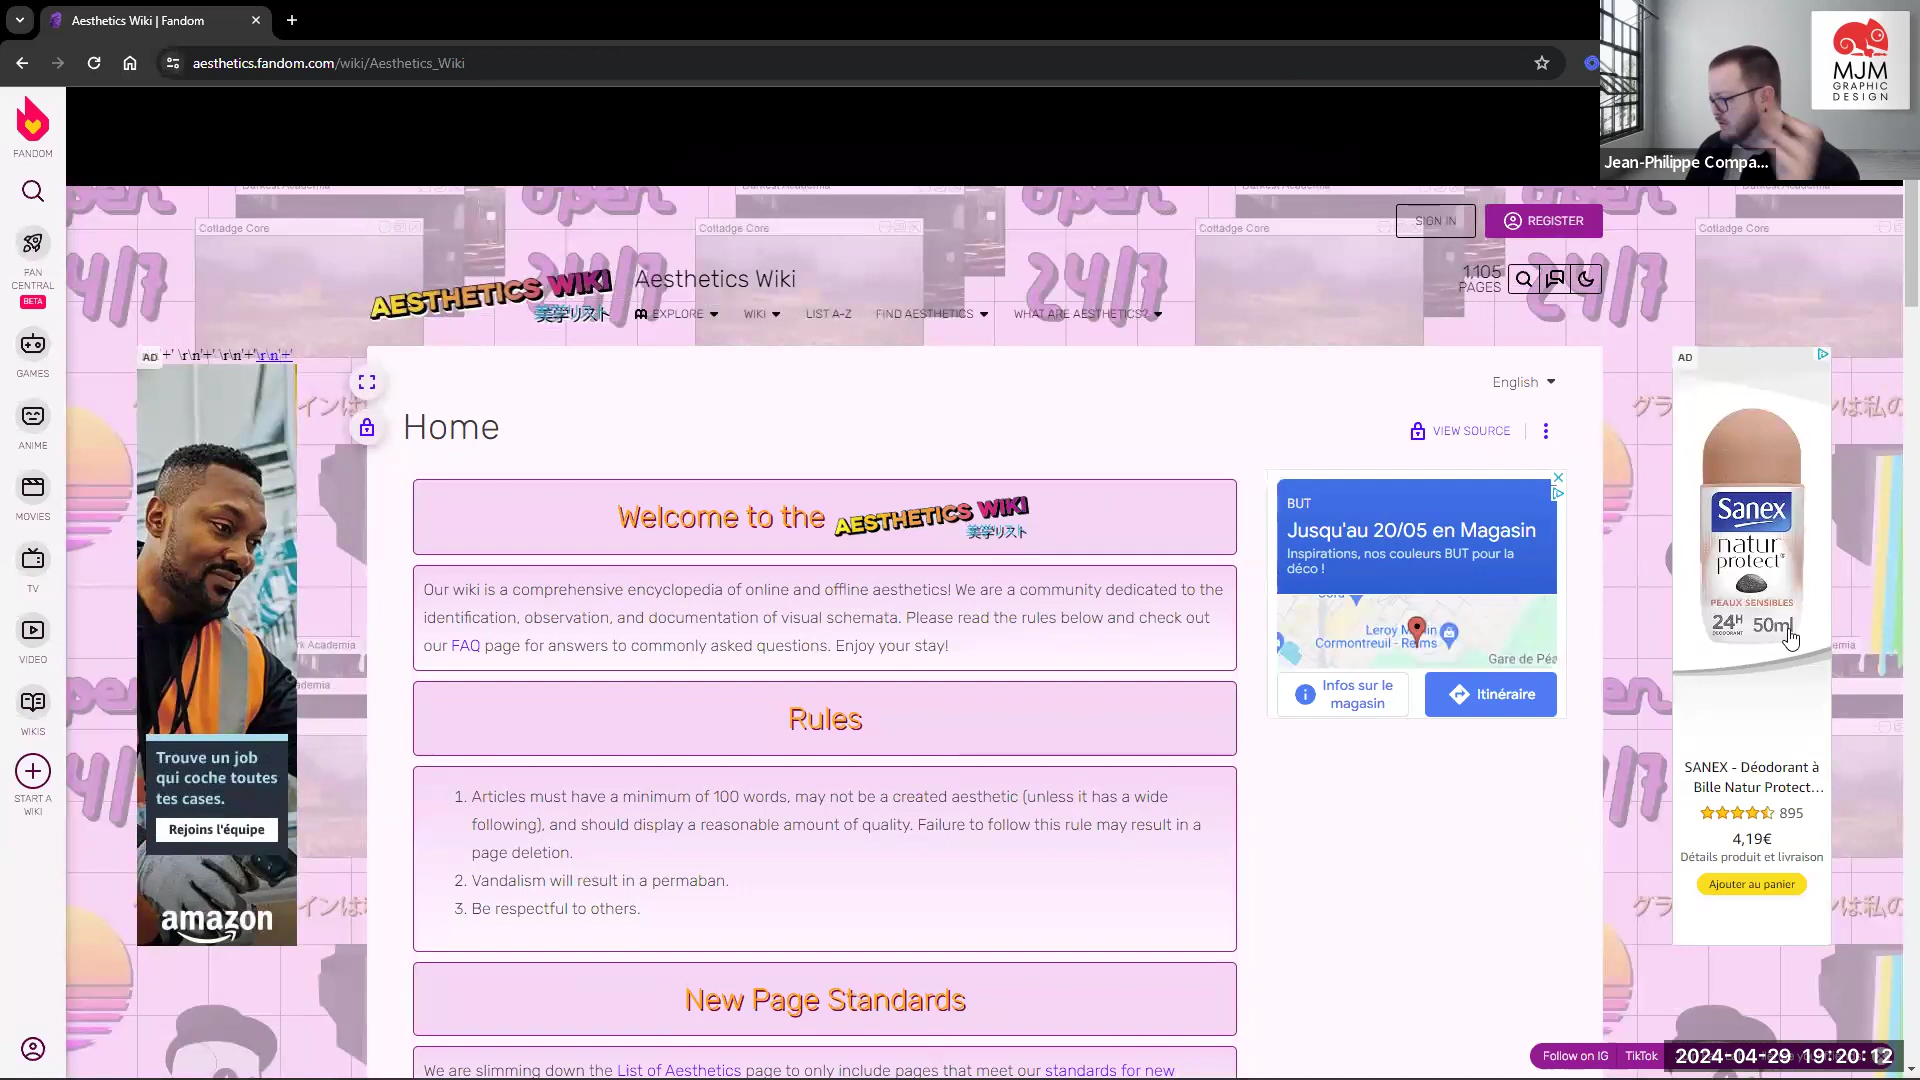 Aesthetics Wiki | Fandom
aesthetics.fandom.com/wiki/Aesthetics_Wiki
MJM
GRAPHIC
DESIGN
Jean-Philippe Compa...
FANDOM
FAN
CENTRAL
BETA
GAMES
ANIME
MOVIES
TV
VIDEO
WIKIS
START A
WIKI
Cottadge Core
Cottadge Core
Cottadge Core
Cottadge Core
24/7
SIGN IN
REGISTER
AESTHETICS WIKI
美学リスト
Aesthetics Wiki
1,105
PAGES
EXPLORE
WIKI
LIST A-Z
FIND AESTHETICS
WHAT ARE AESTHETICS?
AD
+' \r\n'+' \r\n'+'\r\n'+'
Trouve un job
qui coche toutes
tes cases.
Rejoins l'équipe
amazon
English
Home
VIEW SOURCE
Welcome to the AESTHETICS WIKI
美学リスト
Our wiki is a comprehensive encyclopedia of online and offline aesthetics! We are a community dedicated to the
identification, observation, and documentation of visual schemata. Please read the rules below and check out
our FAQ page for answers to commonly asked questions. Enjoy your stay!
Rules
1. Articles must have a minimum of 100 words, may not be a created aesthetic (unless it has a wide
following), and should display a reasonable amount of quality. Failure to follow this rule may result in a
page deletion.
2. Vandalism will result in a permaban.
3. Be respectful to others.
New Page Standards
We are slimming down the List of Aesthetics page to only include pages that meet our standards for new
BUT
Jusqu'au 20/05 en Magasin
Inspirations, nos couleurs BUT pour la
déco !
Leroy M
Cormontreuil - Reims
Gare de Péa
Infos sur le
magasin
Itinéraire
AD
Sanex
natur
protect
PEAUX SENSIBLES
24H
DEODORANT
50ml
SANEX - Déodorant à
Bille Natur Protect...
895
4,19€
Détails produit et livraison
Ajouter au panier
Follow on IG
TikTok
2024-04-29 19:20:12